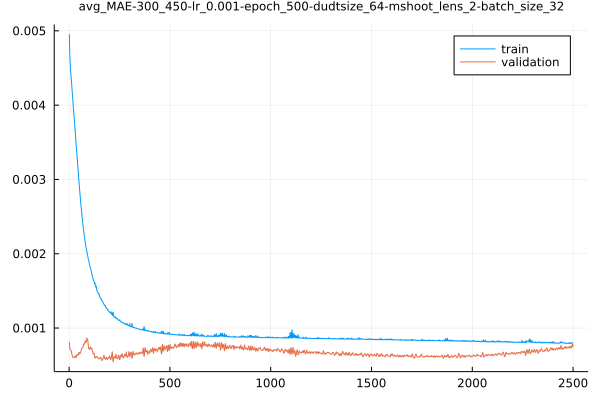 avg_MAE-300_450-lr_0.001-epoch_500-dudtsize_64-mshoot_lens_2-batch_size_32
0.005
train
validation
0.004
0.003
0.002
0.001
0 500 1000 1500 2000 2500